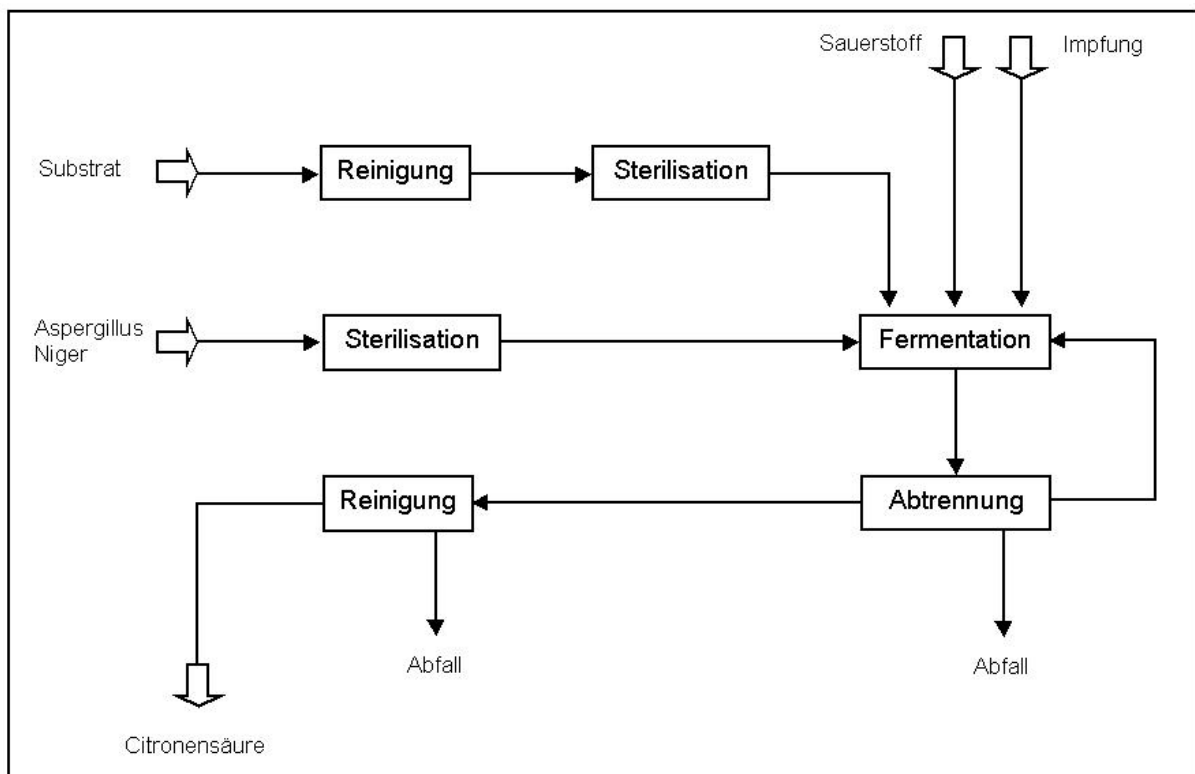 Sauerstoff
Impfung
Substrat
Reinigung
Sterilisation
Aspergillus
Niger
Sterilisation
Fermentation
Reinigung
Abtrennung
Abfall
Abfall
Citronensäure